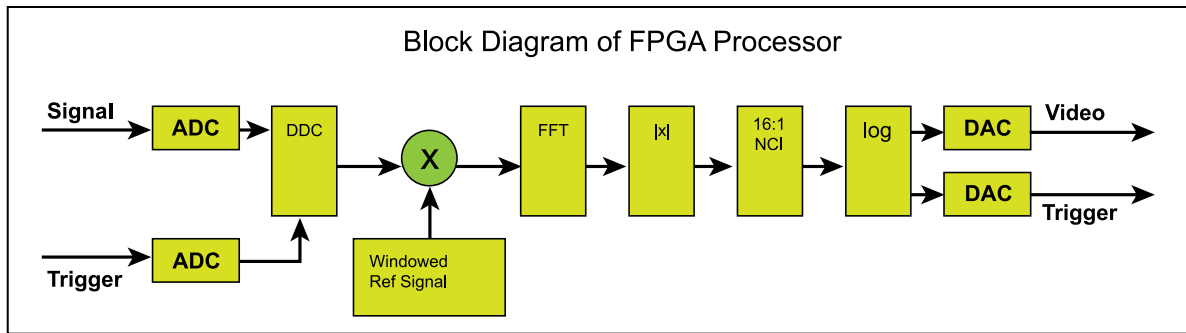 Block Diagram of FPGA Processor
Signal
ADC
DDC
X
FFT
|x|
16:1
NCI
log
DAC
Video
DAC
Trigger
Trigger
ADC
Windowed
Ref Signal